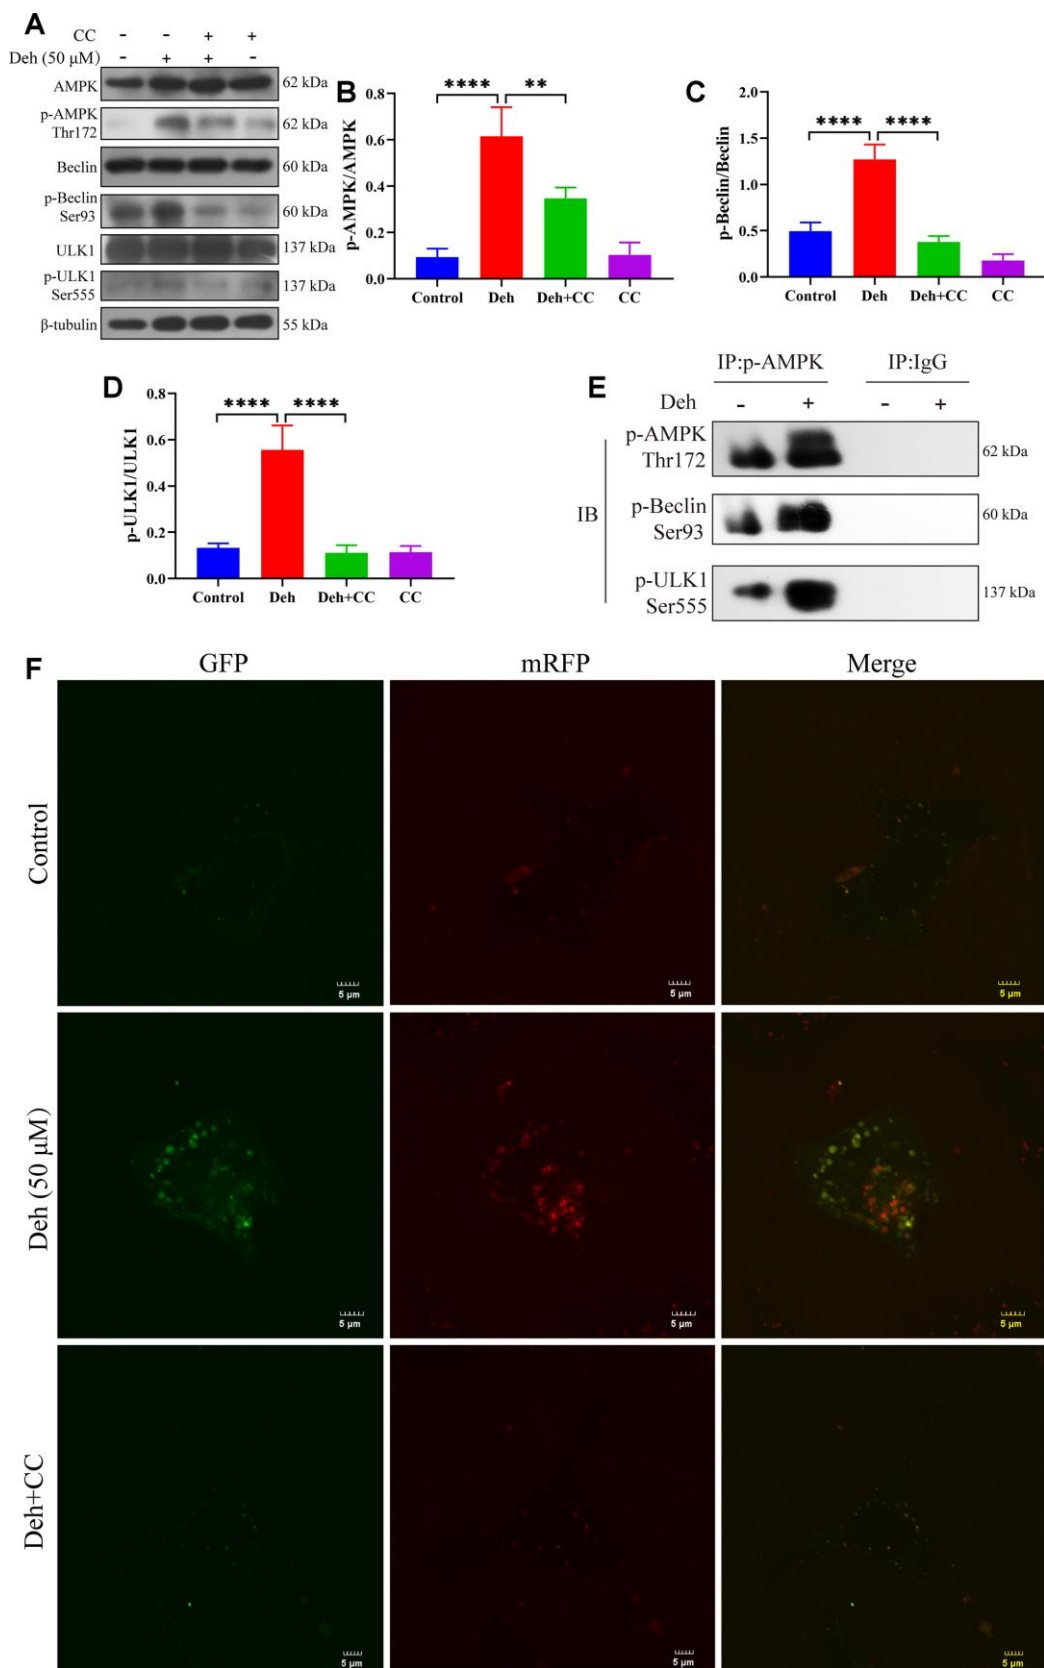 A
CC - - + +
Deh (50 μM) - + + -
AMPK 62 kDa
p-AMPK
Thr172 62 kDa
Beclin 60 kDa
p-Beclin
Ser93 60 kDa
ULK1 137 kDa
p-ULK1
Ser555 137 kDa
β-tubulin 55 kDa
B
p-AMPK/AMPK
0.8
0.6
0.4
0.2
0.0
**** **
Control Deh Deh+CC CC
C
p-Beclin/Beclin
2.0
1.5
1.0
0.5
0.0
**** ****
Control Deh Deh+CC CC
D
p-ULK1/ULK1
0.8
0.6
0.4
0.2
0.0
**** ****
Control Deh Deh+CC CC
E
IP:p-AMPK IP:IgG
Deh - + - +
IB
p-AMPK
Thr172 62 kDa
p-Beclin
Ser93 60 kDa
p-ULK1
Ser555 137 kDa
F
GFP mRFP Merge
Control
5 μm 5 μm 5 μm
Deh (50 μM)
5 μm 5 μm 5 μm
Deh+CC
5 μm 5 μm 5 μm